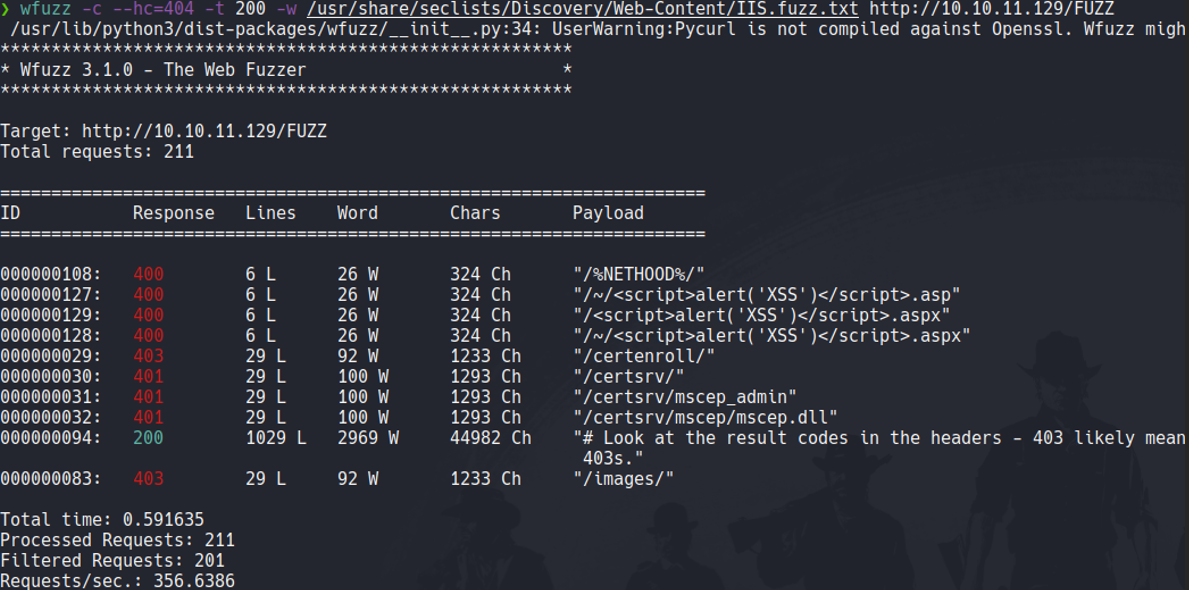 ❯ wfuzz -c --hc=404 -t 200 -w /usr/share/seclists/Discovery/Web-Content/IIS.fuzz.txt http://10.10.11.129/FUZZ
/usr/lib/python3/dist-packages/wfuzz/__init__.py:34: UserWarning:Pycurl is not compiled against Openssl. Wfuzz migh
********************************************************
* Wfuzz 3.1.0 - The Web Fuzzer                         *
********************************************************
Target: http://10.10.11.129/FUZZ
Total requests: 211
=====================================================================
ID           Response   Lines    Word       Chars       Payload
=====================================================================
000000108:   400        6 L      26 W       324 Ch      "/%NETHOOD%/"
000000127:   400        6 L      26 W       324 Ch      "/~/<script>alert('XSS')</script>.asp"
000000129:   400        6 L      26 W       324 Ch      "/<script>alert('XSS')</script>.aspx"
000000128:   400        6 L      26 W       324 Ch      "/~/<script>alert('XSS')</script>.aspx"
000000029:   403        29 L     92 W       1233 Ch     "/certenroll/"
000000030:   401        29 L     100 W      1293 Ch     "/certsrv/"
000000031:   401        29 L     100 W      1293 Ch     "/certsrv/mscep_admin"
000000032:   401        29 L     100 W      1293 Ch     "/certsrv/mscep/mscep.dll"
000000094:   200        1029 L   2969 W     44982 Ch    "# Look at the result codes in the headers - 403 likely mean
403s."
000000083:   403        29 L     92 W       1233 Ch     "/images/"
Total time: 0.591635
Processed Requests: 211
Filtered Requests: 201
Requests/sec.: 356.6386